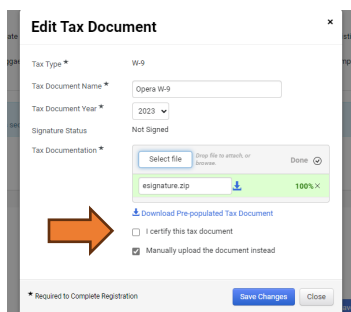 Edit Tax Document
×
Tax Type * W-9
Tax Document Name * Opera W-9
Tax Document Year * 2023
Signature Status Not Signed
Tax Documentation * Select file Drop file to attach, or browse. Done
esignature.zip 100% ×
Download Pre-populated Tax Document
I certify this tax document
Manually upload the document instead
* Required to Complete Registration Save Changes Close